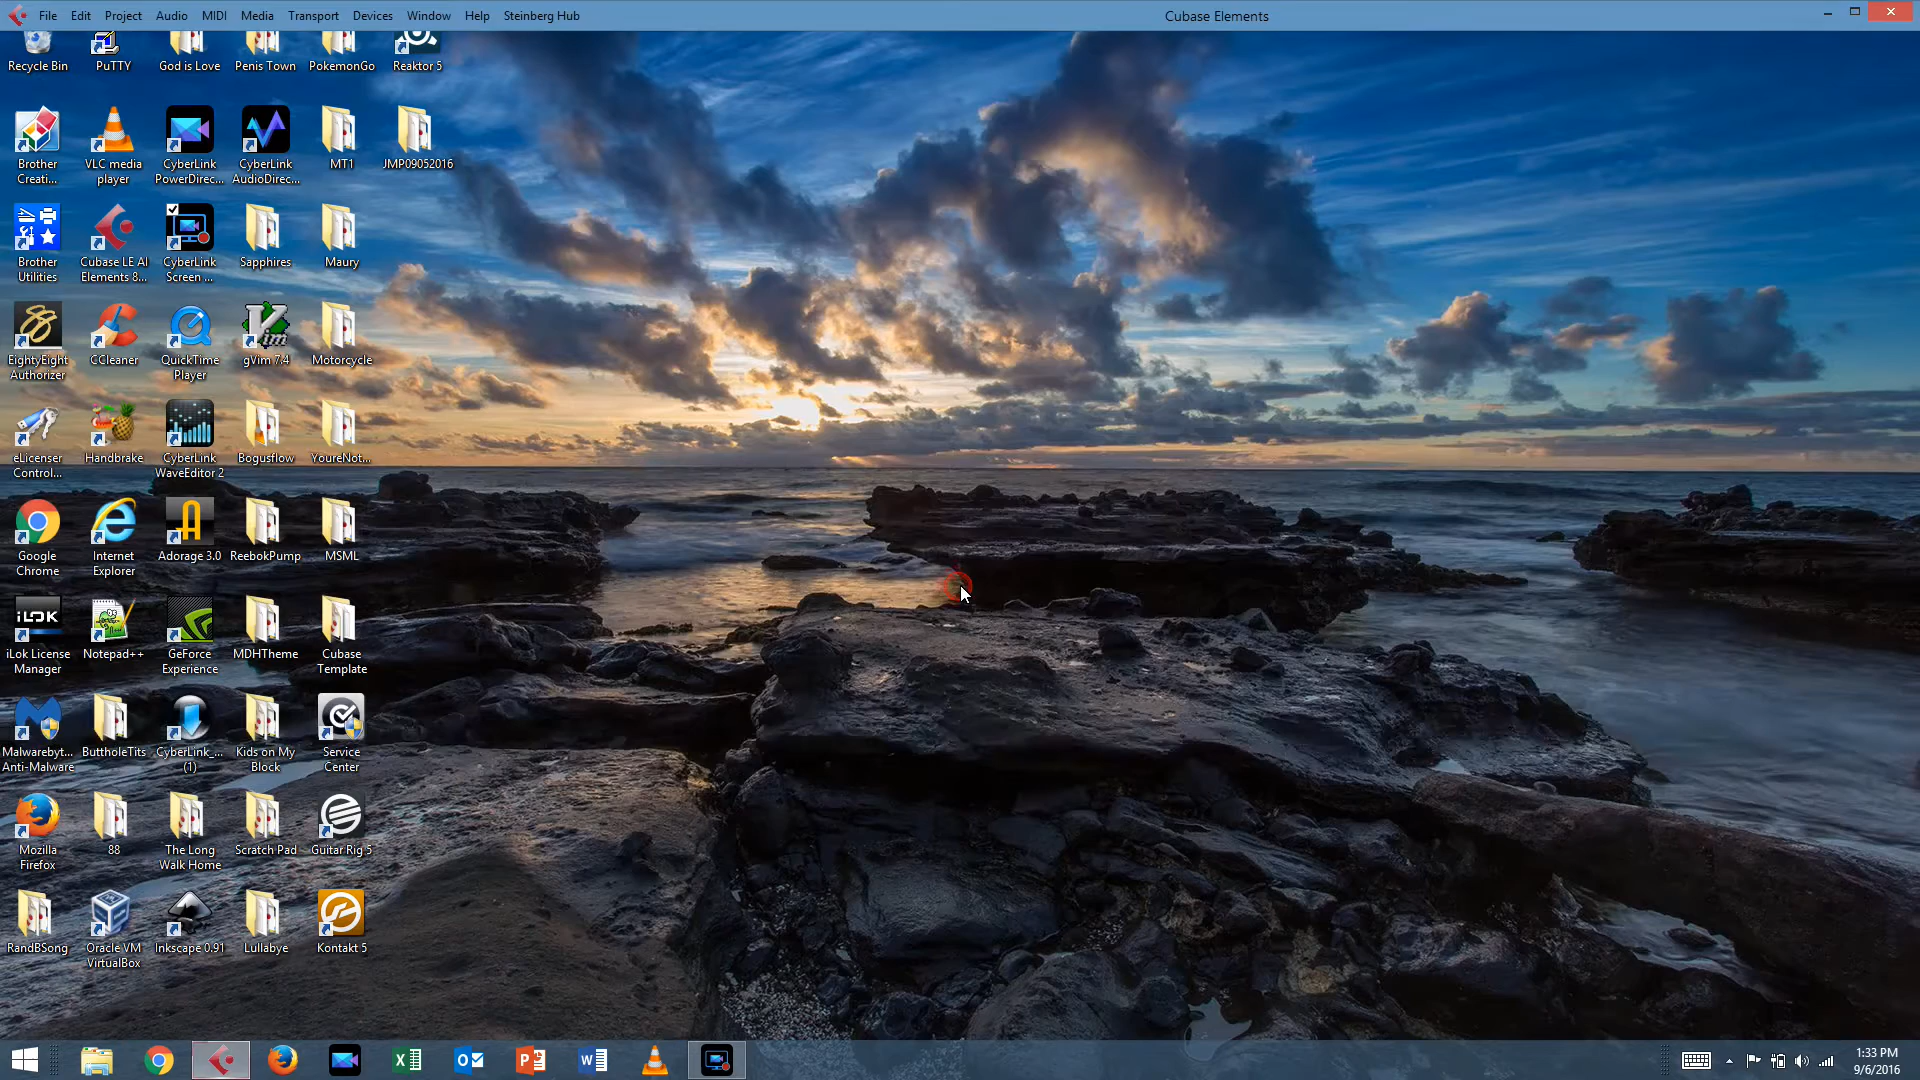 File Edit Project Audio MIDI Media Transport Devices Window Help Steinberg Hub
Cubase Elements
Recycle Bin
PuTTY
God is Love
Penis Town
PokemonGo
Reaktor 5
Brother
Creati...
VLC media
player
CyberLink
PowerDirec...
CyberLink
AudioDirec...
MT1
JMP09052016
Brother
Utilities
Cubase LE AI
Elements 8...
CyberLink
Screen ...
Sapphires
Maury
EightyEight
Authorizer
CCleaner
QuickTime
Player
gVim 7.4
Motorcycle
eLicenser
Control...
Handbrake
CyberLink
WaveEditor 2
Bogusflow
YoureNot...
Google
Chrome
Internet
Explorer
Adorage 3.0
ReebokPump
MSML
iLOK
iLok License
Manager
Notepad++
GeForce
Experience
MDHTheme
Cubase
Template
Malwarebyt...
Anti-Malware
ButtholeTits
CyberLink_...
(1)
Kids on My
Block
Service
Center
Mozilla
Firefox
88
The Long
Walk Home
Scratch Pad
Guitar Rig 5
RandBSong
Oracle VM
VirtualBox
Inkscape 0.91
Lullabye
Kontakt 5
1:33 PM
9/6/2016